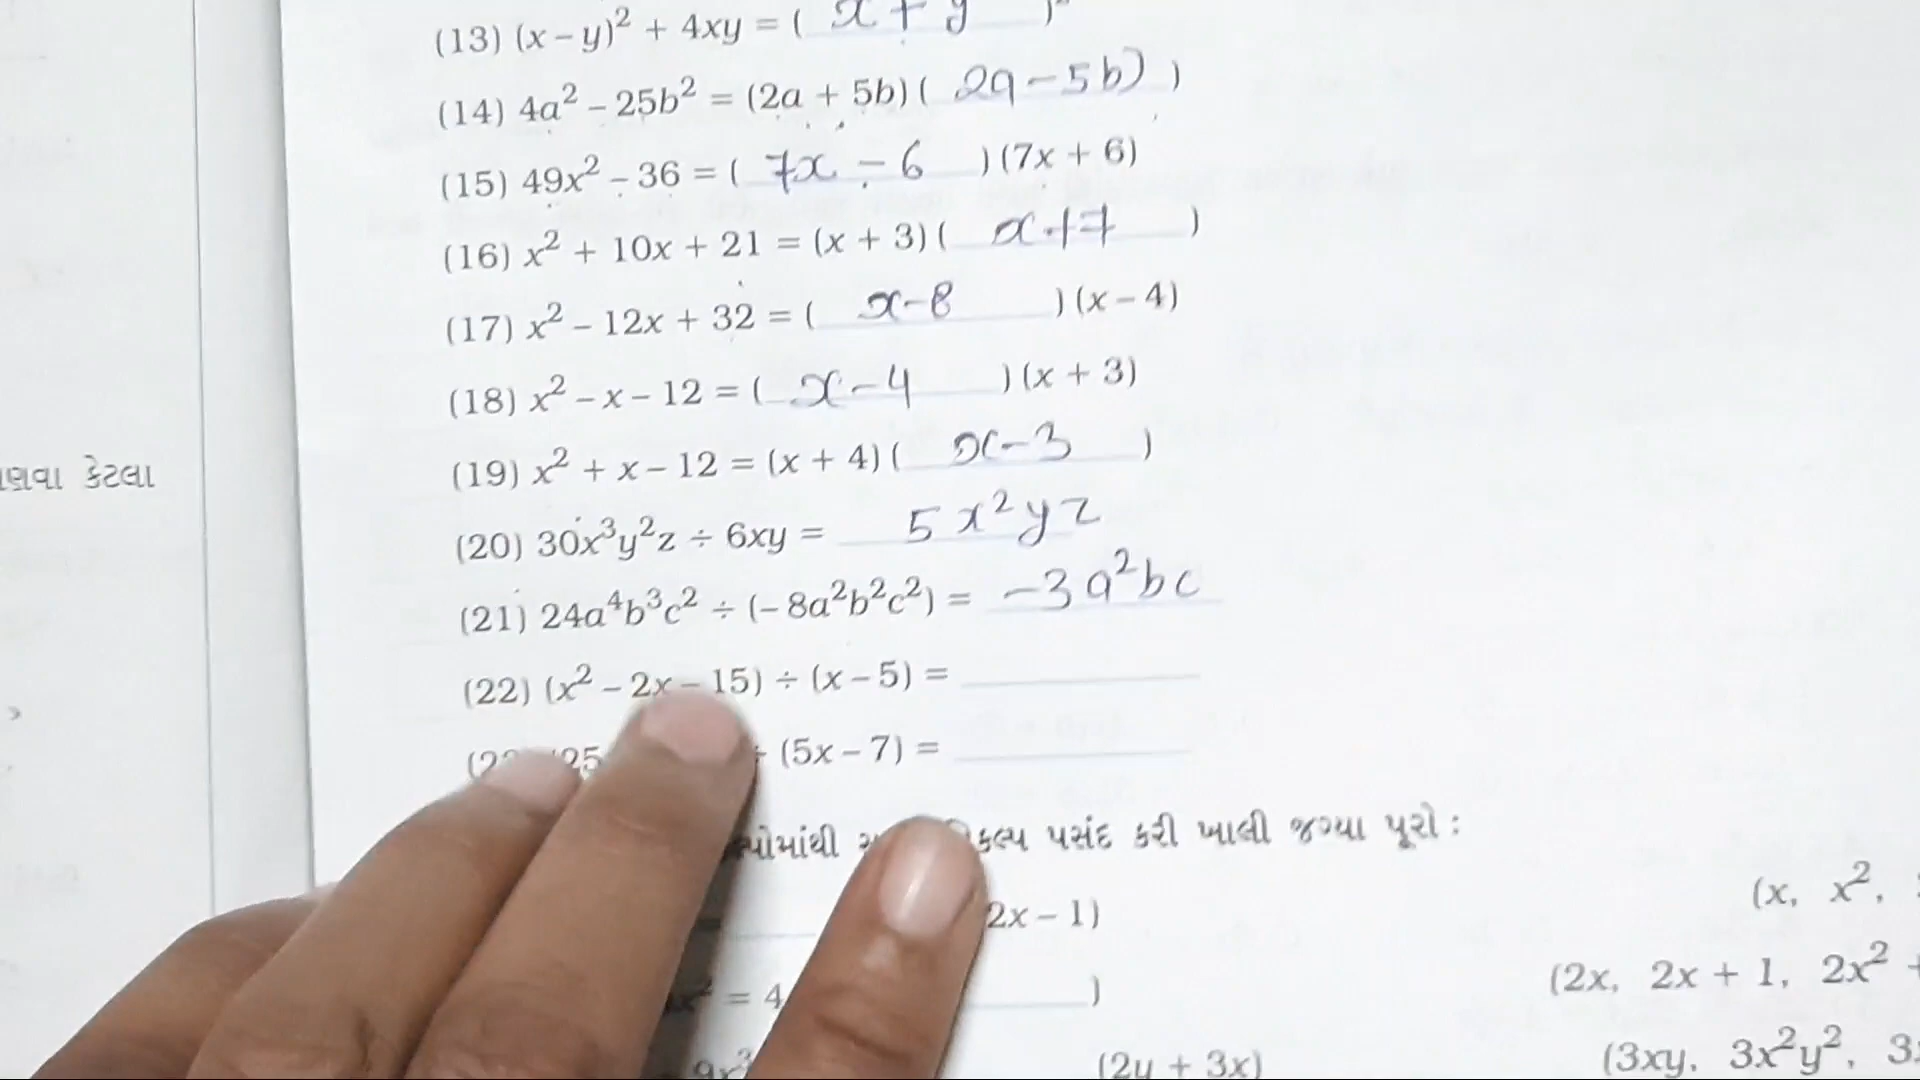 (13) (x – y)² + 4xy = ( x + y )²
(14) 4a² – 25b² = (2a + 5b) ( 2a – 5b) )
(15) 49x² – 36 = ( 7x – 6 ) (7x + 6)
(16) x² + 10x + 21 = (x + 3) ( x + 7 )
(17) x² – 12x + 32 = ( x – 8 ) (x – 4)
(18) x² – x – 12 = ( x – 4 ) (x + 3)
(19) x² + x – 12 = (x + 4) ( x – 3 )
કેટલા
(20) 30x³y²z ÷ 6xy = 5x²yz
(21) 24a⁴b³c² ÷ (– 8a²b²c²) = –3a²bc
(22) (x² – 2x – 15) ÷ (x – 5) =
÷ (5x – 7) =
પસંદ કરી ખાલી જગ્યા પૂરો :
(x, x²,
2x – 1)
(2x, 2x + 1, 2x² +
= 4 )
(2y + 3x) (3xy, 3x²y², 3